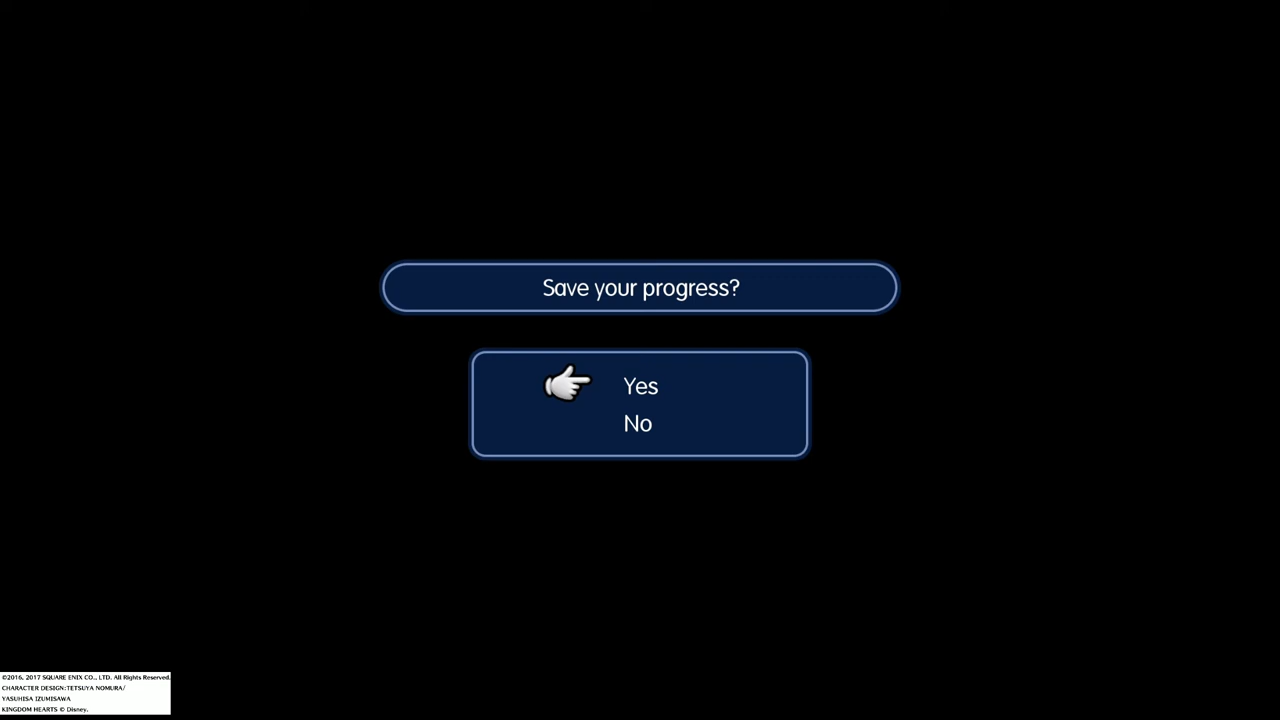 Save your progress?
Yes
No
©2016, 2017 SQUARE ENIX CO., LTD. All Rights Reserved.
CHARACTER DESIGN:TETSUYA NOMURA/
YASUHISA IZUMISAWA
KINGDOM HEARTS © Disney.